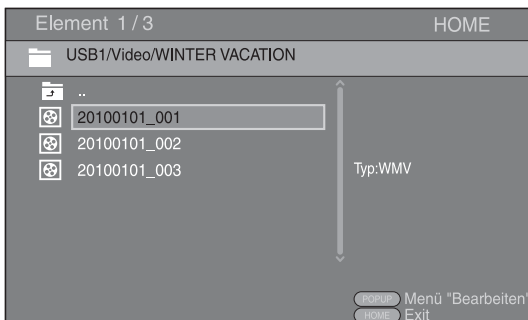 Element 1/3 HOME
USB1/Video/WINTER VACATION
..
20100101_001
20100101_002
20100101_003
Typ:WMV
POPUP Menü "Bearbeiten"
HOME Exit